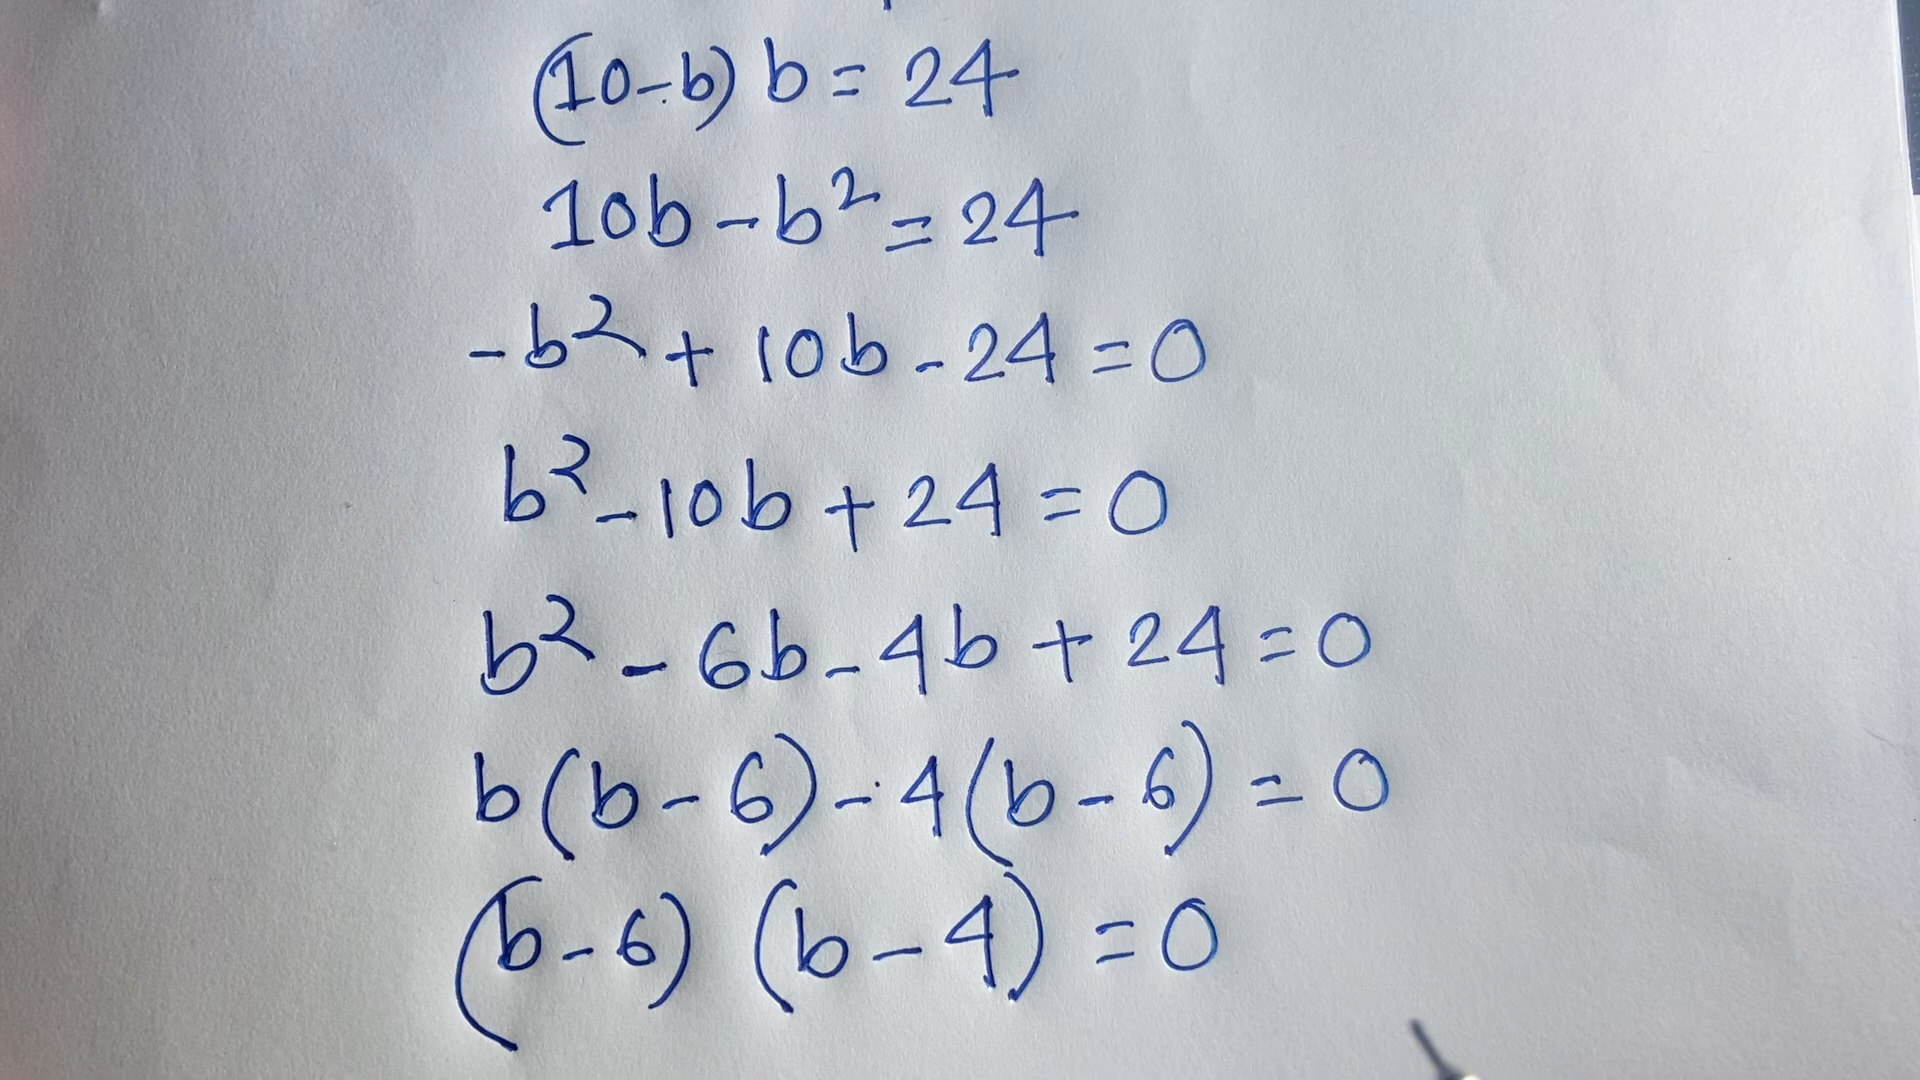 (10-b) b = 24
10b - b² = 24
-b² + 10b - 24 = 0
b² - 10b + 24 = 0
b² - 6b - 4b + 24 = 0
b(b - 6) - 4(b - 6) = 0
(b - 6) (b - 4) = 0